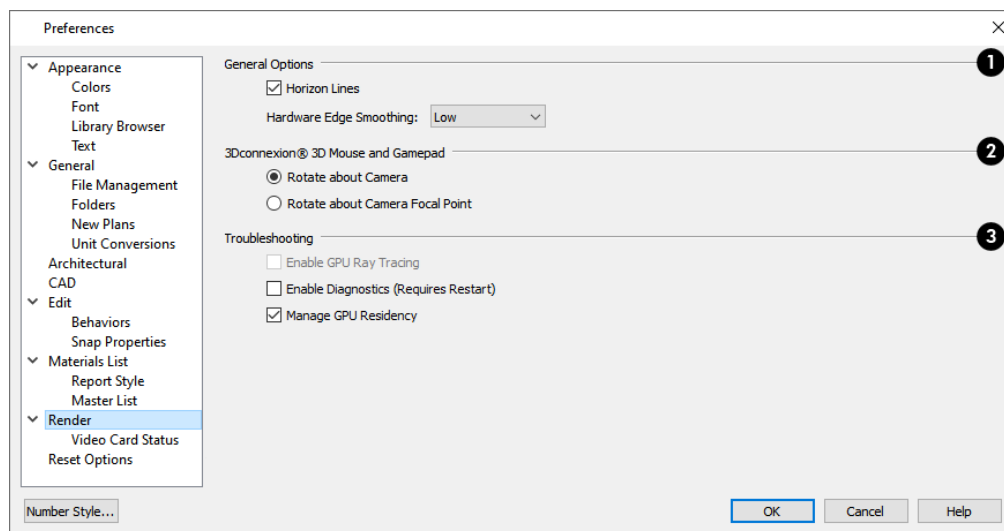 Preferences
Appearance
Colors
Font
Library Browser
Text
General
File Management
Folders
New Plans
Unit Conversions
Architectural
CAD
Edit
Behaviors
Snap Properties
Materials List
Report Style
Master List
Render
Video Card Status
Reset Options
General Options
1
Horizon Lines
Hardware Edge Smoothing: Low
3Dconnexion® 3D Mouse and Gamepad
2
Rotate about Camera
Rotate about Camera Focal Point
Troubleshooting
3
Enable GPU Ray Tracing
Enable Diagnostics (Requires Restart)
Manage GPU Residency
Number Style... OK Cancel Help